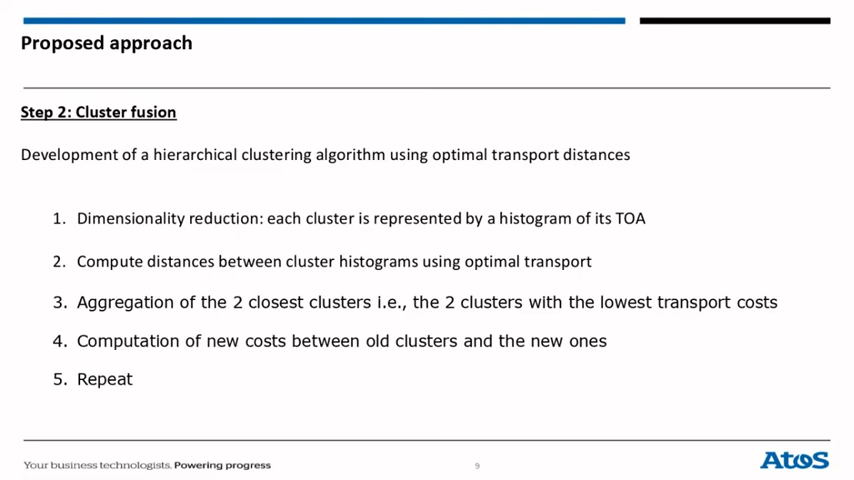 Proposed approach
Step 2: Cluster fusion
Development of a hierarchical clustering algorithm using optimal transport distances
1. Dimensionality reduction: each cluster is represented by a histogram of its TOA
2. Compute distances between cluster histograms using optimal transport
3. Aggregation of the 2 closest clusters i.e., the 2 clusters with the lowest transport costs
4. Computation of new costs between old clusters and the new ones
5. Repeat
Your business technologists. Powering progress
9
Atos